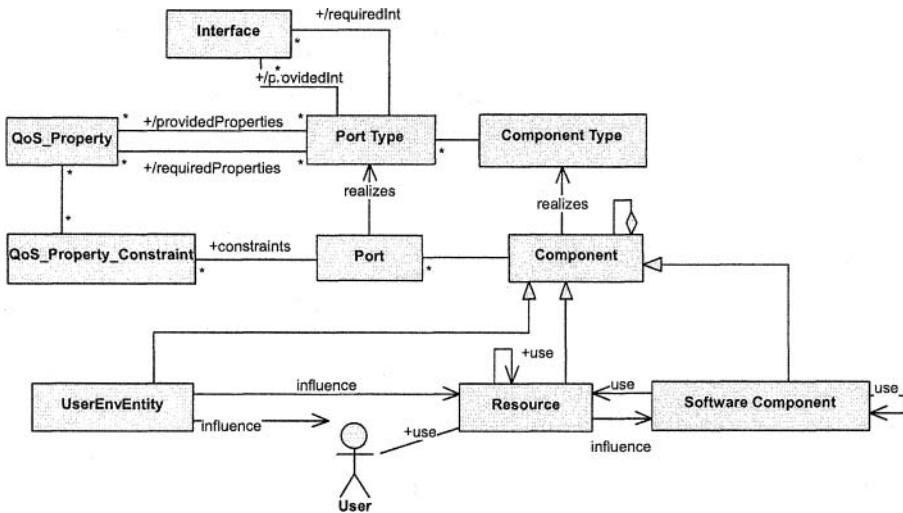 +/requiredInt
Interface
*
*
+/providedInt
*
+/providedProperties
*
QoS_Property
Port Type
Component Type
*
*
*
+/requiredProperties
*
realizes
realizes
*
+constraints
QoS_Property_Constraint
Port
Component
*
*
+use
influence
use
use
UserEnvEntity
Resource
Software Component
influence
+use
influence
User